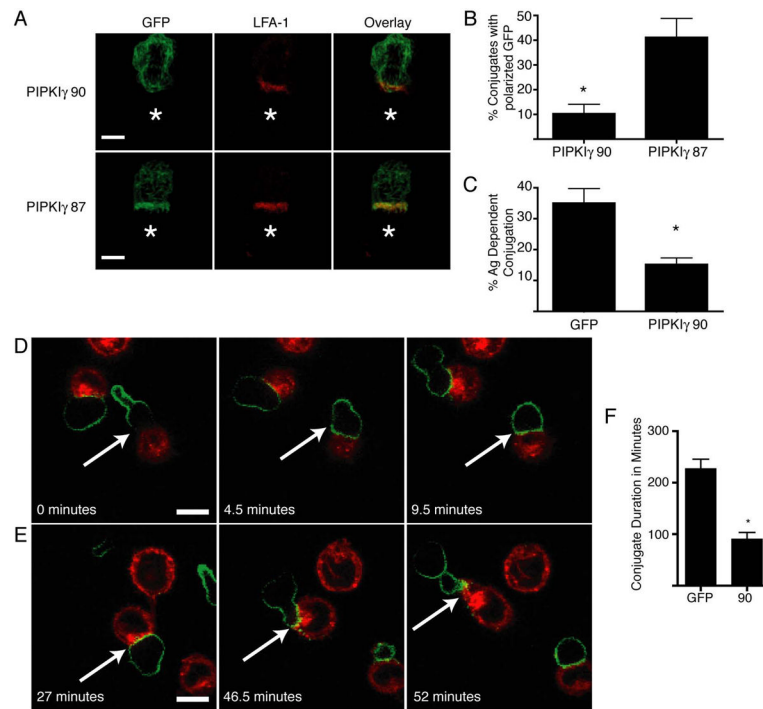 A
GFP LFA-1 Overlay
PIPKIγ 90
* * *
PIPKIγ 87
* * *
B
% Conjugates with
polarizted GFP
50
40
30
20
10
*
PIPKIγ 90 PIPKIγ 87
C
% Ag Dependent
Conjugation
40
30
20
10
*
GFP PIPKIγ 90
D
0 minutes 4.5 minutes 9.5 minutes
E
27 minutes 46.5 minutes 52 minutes
F
Conjugate Duration in Minutes
300
200
100
*
GFP 90